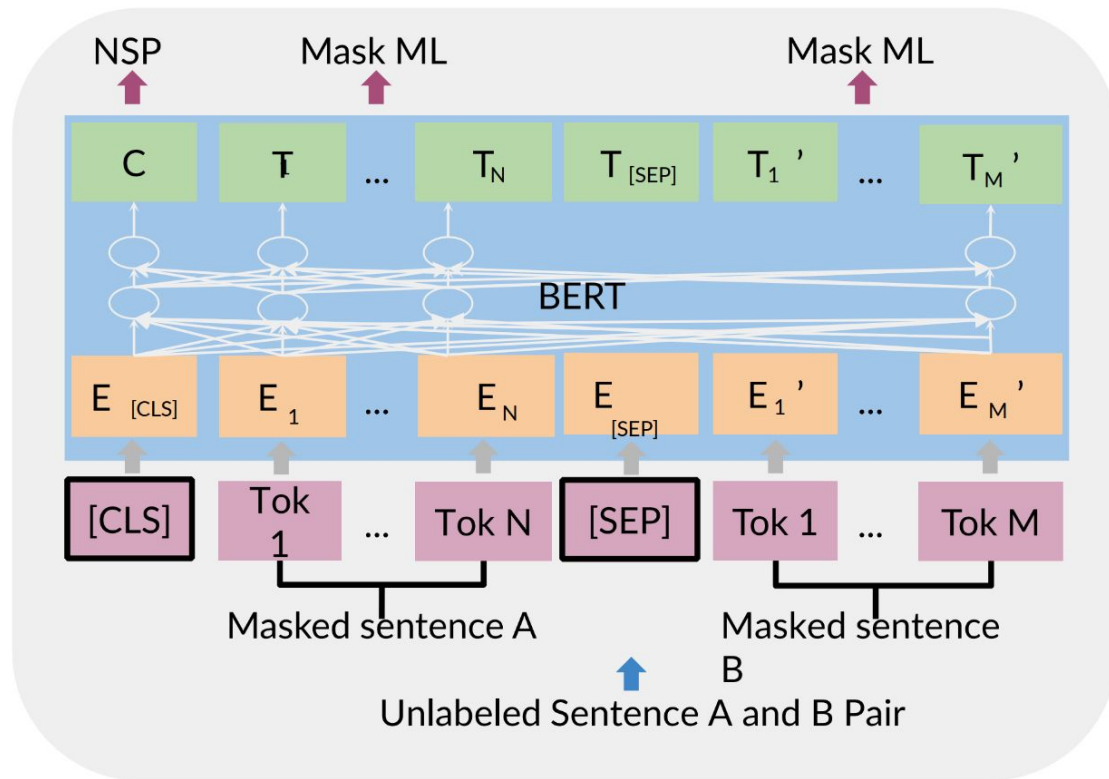 NSP Mask ML Mask ML
C T1 ... TN T[SEP] T1’ ... TM’
BERT
E[CLS] E1 ... EN E[SEP] E1’ ... EM’
[CLS] Tok 1 ... Tok N [SEP] Tok 1 ... Tok M
Masked sentence A Masked sentence B
Unlabeled Sentence A and B Pair